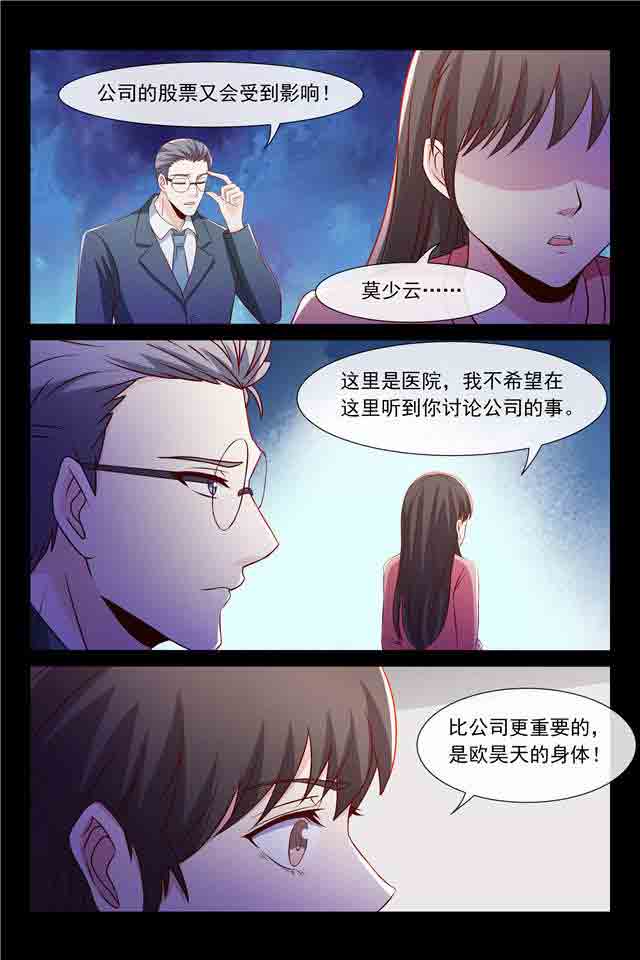 公司的股票又会受到影响！
莫少云……
这里是医院，我不希望在
这里听到你讨论公司的事。
比公司更重要的，
是欧昊天的身体！